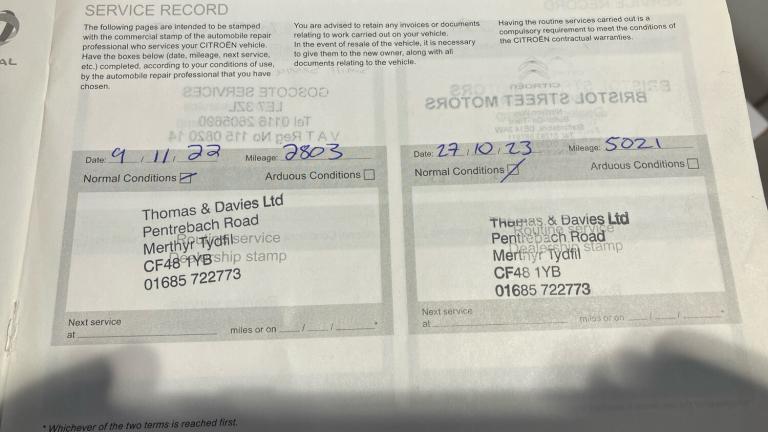 SERVICE RECORD
The following pages are intended to be stamped
with the commercial stamp of the automobile repair
professional who services your CITROËN vehicle.
Have the boxes below (date, mileage, next service,
etc.) completed, according to your conditions of use,
by the automobile repair professional that you have
chosen.
You are advised to retain any invoices or documents
relating to work carried out on your vehicle.
In the event of resale of the vehicle, it is necessary
to give them to the new owner, along with all
documents relating to the vehicle.
Having the routine services carried out is a
compulsory requirement to meet the conditions of
the CITROËN contractual warranties.
AL
Date: 9 / 11 / 22 Mileage: 2803
Normal Conditions Arduous Conditions
Thomas & Davies Ltd
Pentrebach Road
Merthyr Tydfil
CF48 1YB
01685 722773
Routine service
Dealership stamp
Next service
at miles or on / / *
Date: 27 / 10 / 23 Mileage: 5021
Normal Conditions Arduous Conditions
Thomas & Davies Ltd
Pentrebach Road
Merthyr Tydfil
CF48 1YB
01685 722773
Routine service
Dealership stamp
Next service
at miles or on / / *
* Whichever of the two terms is reached first.